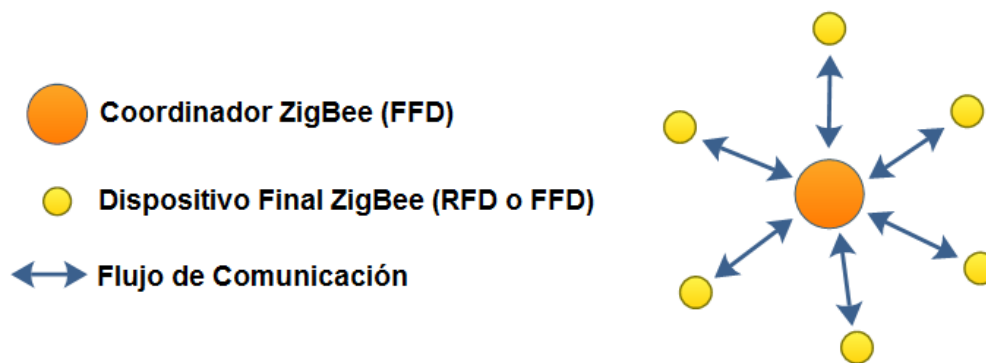 Coordinador ZigBee (FFD)
Dispositivo Final ZigBee (RFD o FFD)
Flujo de Comunicación